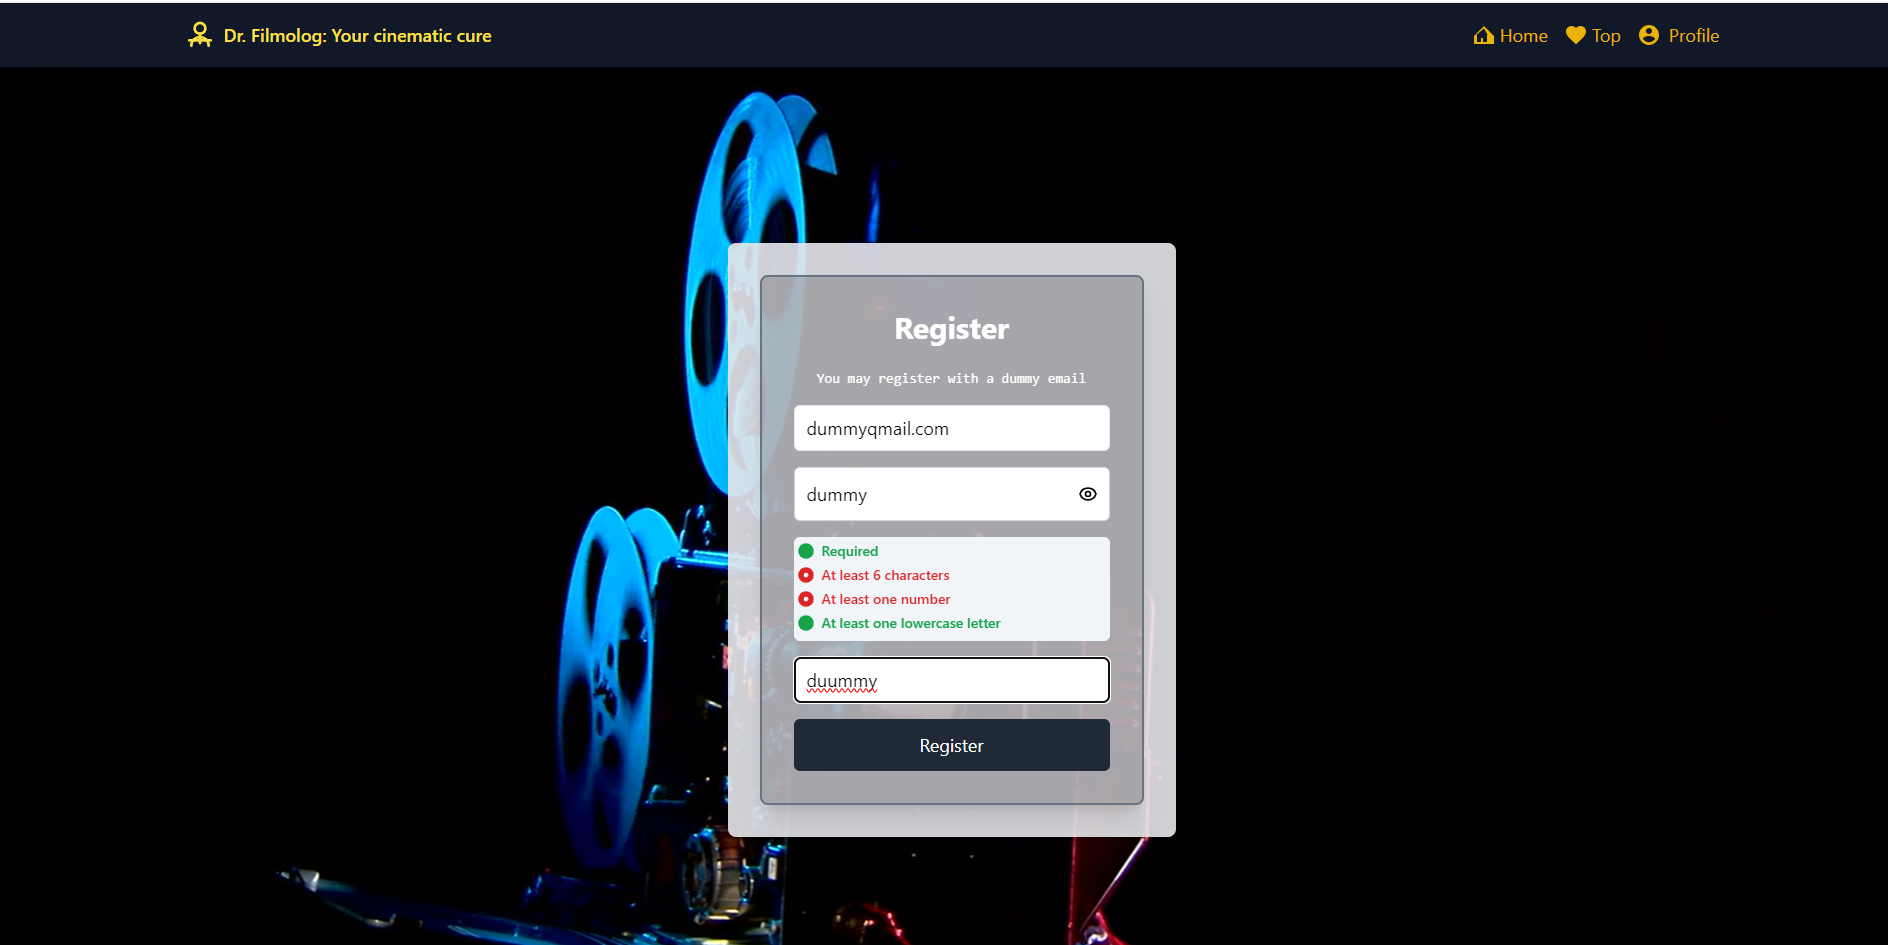 Dr. Filmolog: Your cinematic cure
Home Top Profile
Register
You may register with a dummy email
dummyqmail.com
dummy
Required
At least 6 characters
At least one number
At least one lowercase letter
duummy
Register